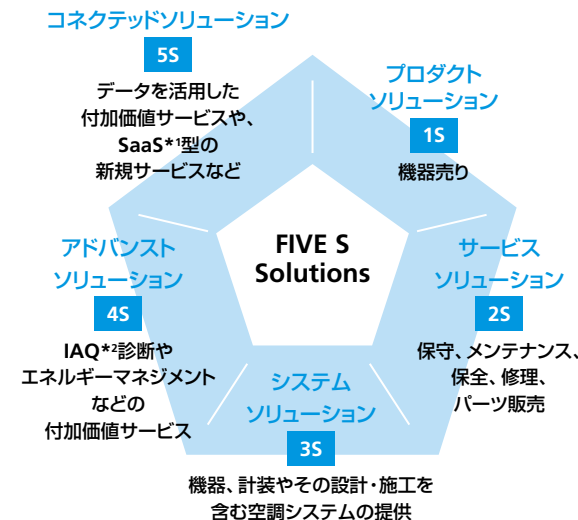 コネクテッドソリューション
5S
データを活用した
付加価値サービスや、
SaaS*1型の
新規サービスなど
プロダクト
ソリューション
1S
機器売り
FIVE S
Solutions
アドバンスト
ソリューション
4S
IAQ*2診断や
エネルギーマネジメント
などの
付加価値サービス
サービス
ソリューション
2S
保守、メンテナンス、
保全、修理、
パーツ販売
システム
ソリューション
3S
機器、計装やその設計・施工を
含む空調システムの提供